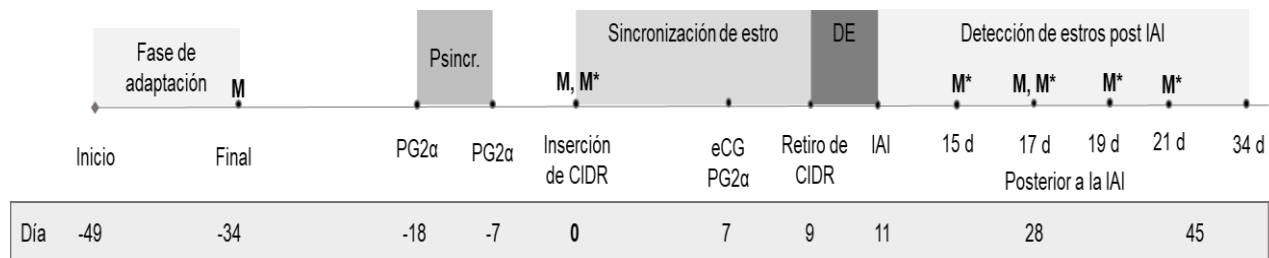 Fase de
adaptación
Psincr.
Sincronización de estro
DE
Detección de estros post IAI
M
M, M*
M*
M, M*
M*
M*
Inicio
Final
PG2α
PG2α
Inserción
de CIDR
eCG
PG2α
Retiro de
CIDR
IAI
15 d
17 d
19 d
21 d
34 d
Posterior a la IAI
Día -49 -34 -18 -7 0 7 9 11 28 45